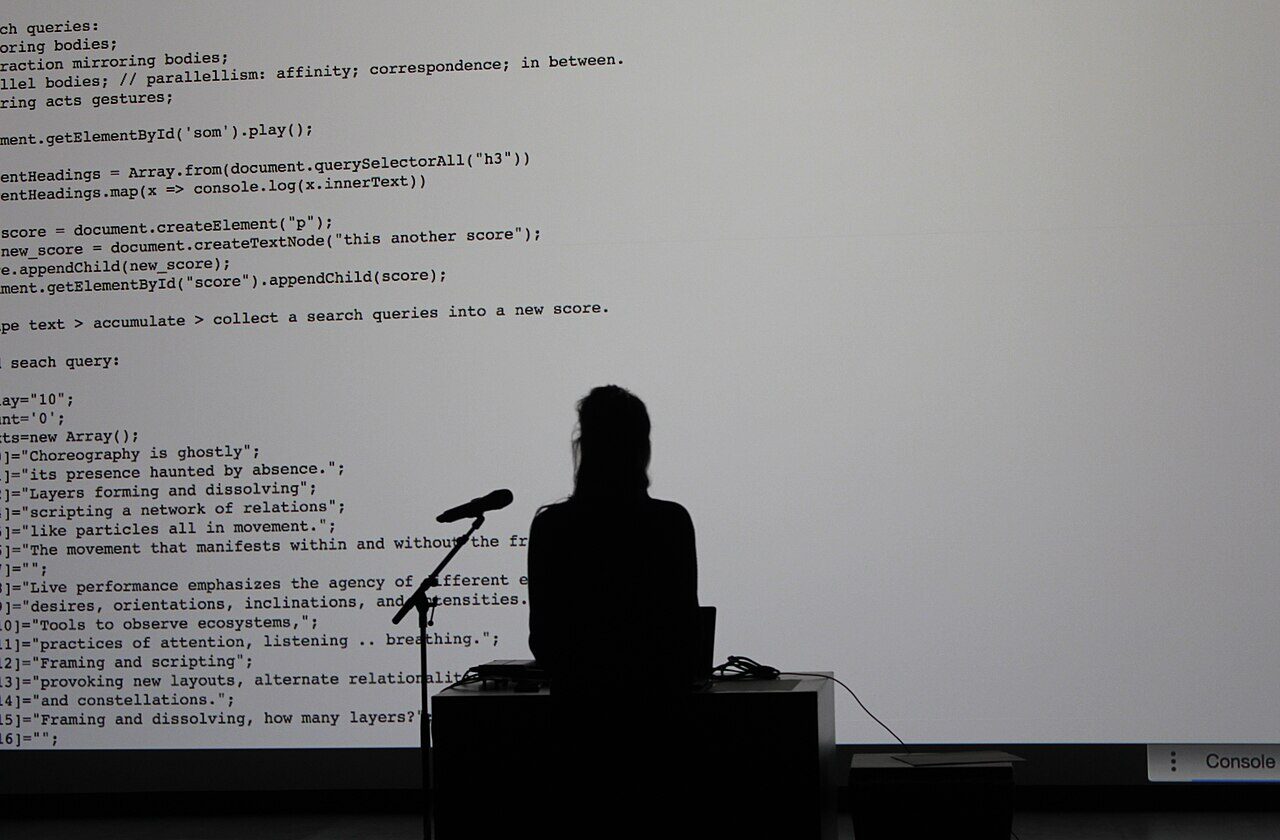 ch queries:
oring bodies;
raction mirroring bodies;
llel bodies; // parallellism: affinity; correspondence; in between.
ring acts gestures;
ment.getElementById('som').play();
entHeadings = Array.from(document.querySelectorAll("h3"))
entHeadings.map(x => console.log(x.innerText))
score = document.createElement("p");
new_score = document.createTextNode("this another score");
e.appendChild(new_score);
ment.getElementById("score").appendChild(score);
pe text > accumulate > collect a search queries into a new score.
seach query:
ay="10";
nt='0';
ts=new Array();
]="Choreography is ghostly";
]="its presence haunted by absence.";
]="Layers forming and dissolving";
]="scripting a network of relations";
]="like particles all in movement.";
]="The movement that manifests within and without the fr
]="";
]="Live performance emphasizes the agency of different e
]="desires, orientations, inclinations, and intensities.
10]="Tools to observe ecosystems,";
11]="practices of attention, listening .. breathing.";
12]="Framing and scripting";
13]="provoking new layouts, alternate relationalit
14]="and constellations.";
15]="Framing and dissolving, how many layers?"
16]="";
Console